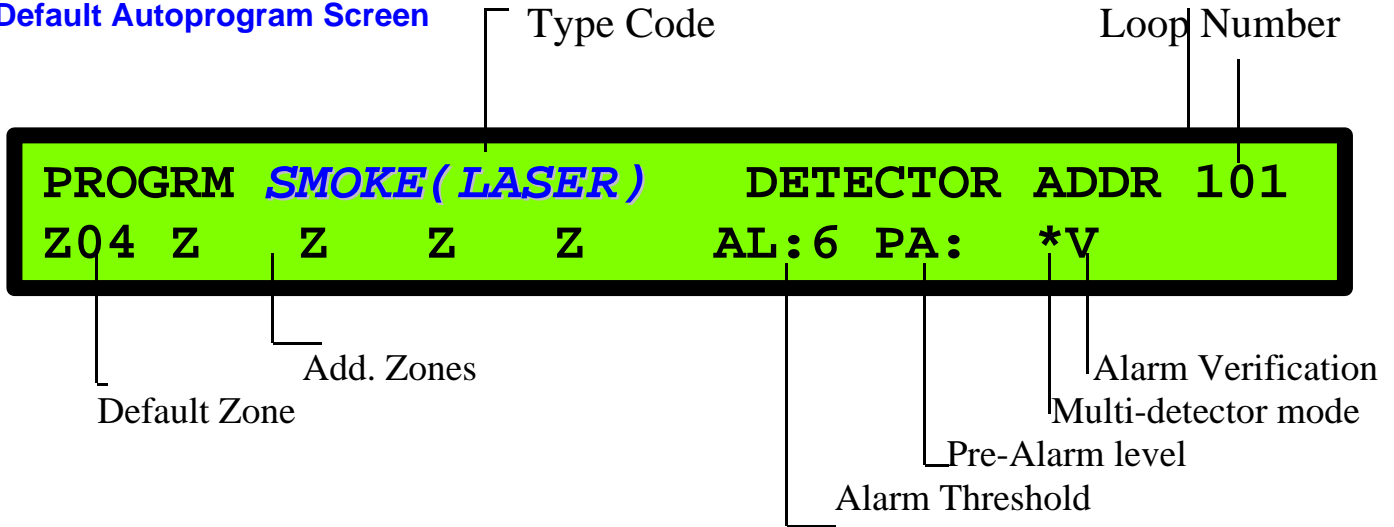 Default Autoprogram Screen
Type Code
Loop Number
PROGRM SMOKE(LASER) DETECTOR ADDR 101
Z04 Z Z Z Z AL:6 PA: *V
Add. Zones
Alarm Verification
Default Zone
Multi-detector mode
Pre-Alarm level
Alarm Threshold